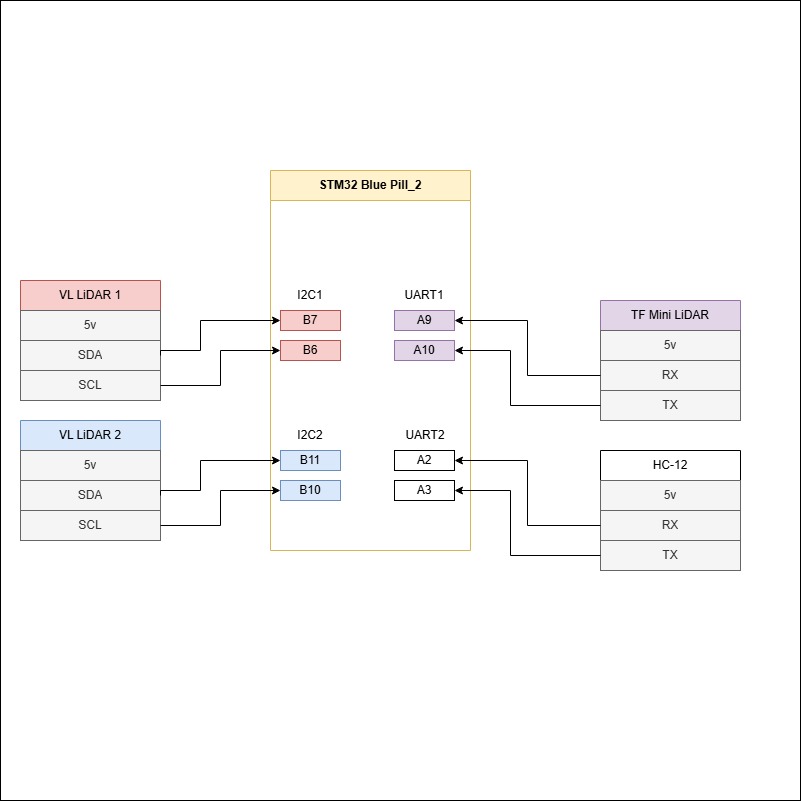 STM32 Blue Pill_2
VL LiDAR 1
5v
SDA
SCL
VL LiDAR 2
5v
SDA
SCL
I2C1
B7
B6
I2C2
B11
B10
UART1
A9
A10
UART2
A2
A3
TF Mini LiDAR
5v
RX
TX
HC-12
5v
RX
TX